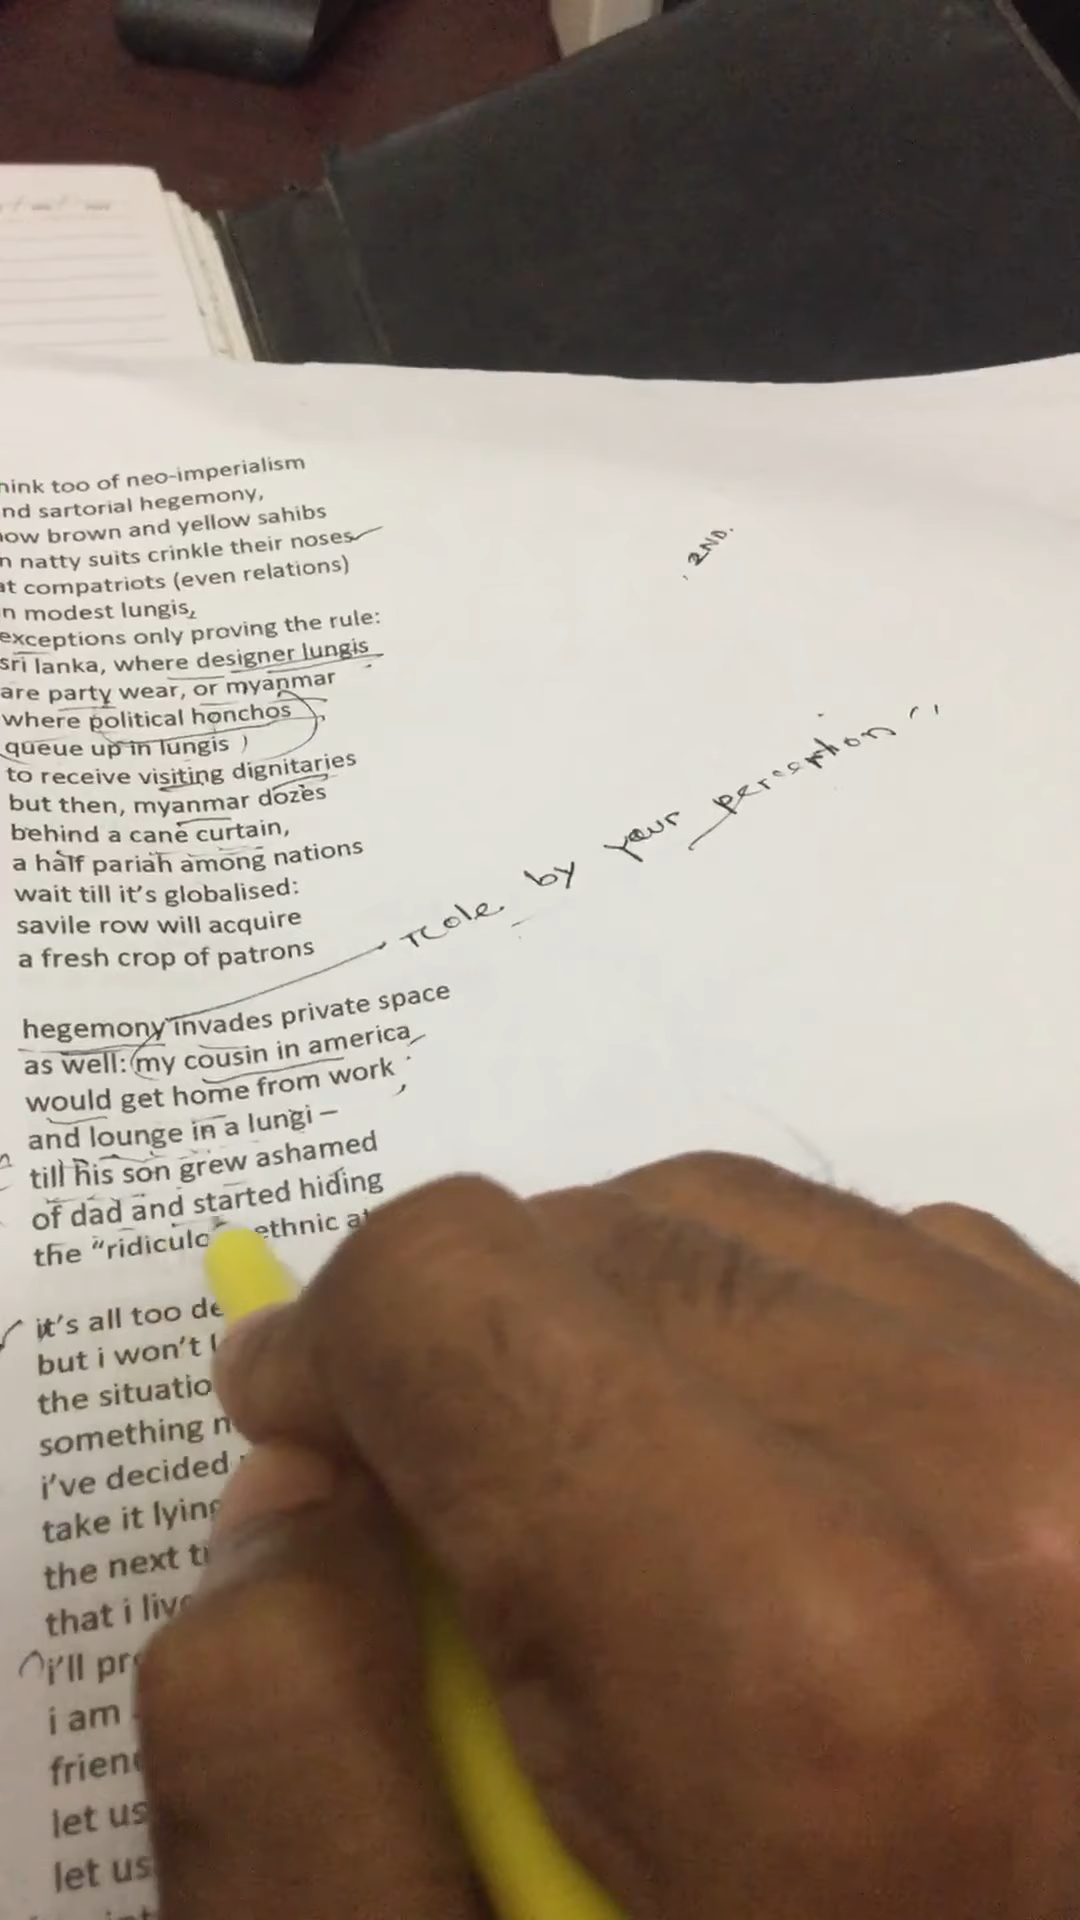 hink too of neo-imperialism
nd sartorial hegemony,
ow brown and yellow sahibs
n natty suits crinkle their noses
at compatriots (even relations)
n modest lungis,
exceptions only proving the rule:
sri lanka, where designer lungis
are party wear, or myanmar
where political honchos
queue up in lungis
to receive visiting dignitaries
but then, myanmar dozes
behind a cane curtain,
a half pariah among nations
wait till it's globalised:
savile row will acquire
a fresh crop of patrons
2ND.
Role by your perception
hegemony invades private space
as well: my cousin in america
would get home from work
and lounge in a lungi –
till his son grew ashamed
of dad and started hiding
the "ridiculo ethnic at
it's all too de
but i won't l
the situatio
something n
i've decided
take it lying
the next ti
that i live
i'll pr
i am
frien
let us
let us